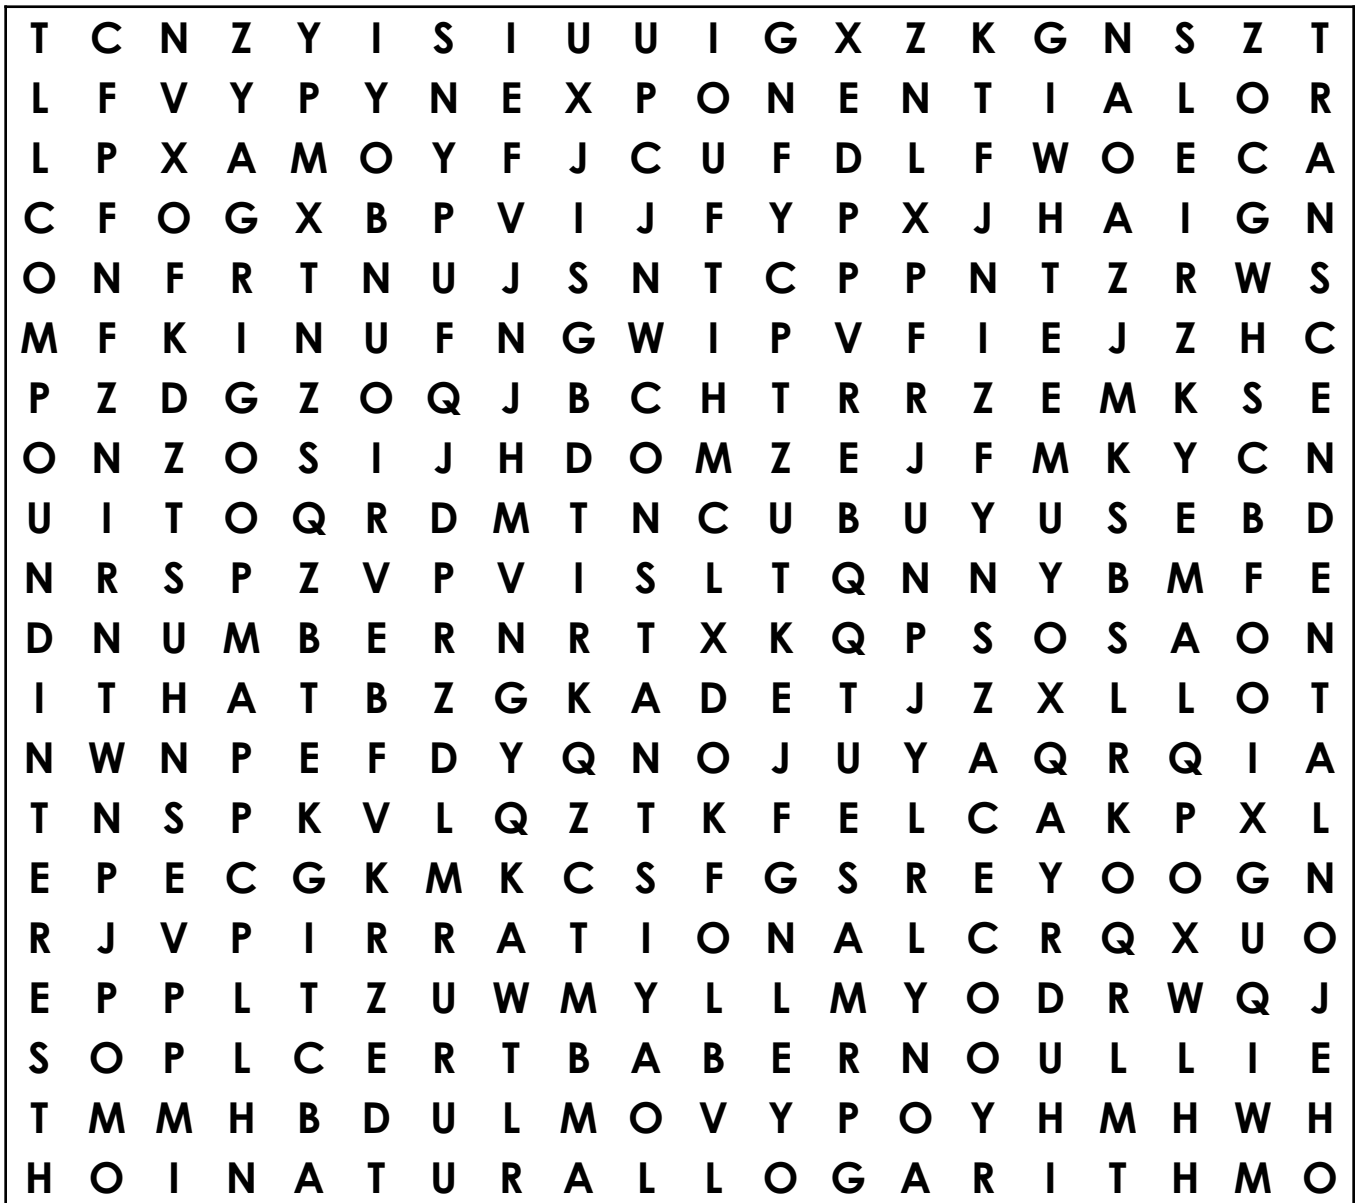 T C N Z Y I S I U U I G X Z K G N S Z T
L F V Y P Y N E X P O N E N T I A L O R
L P X A M O Y F J C U F D L F W O E C A
C F O G X B P V I J F Y P X J H A I G N
O N F R T N U J S N T C P P N T Z R W S
M F K I N U F N G W I P V F I E J Z H C
P Z D G Z O Q J B C H T R R Z E M K S E
O N Z O S I J H D O M Z E J F M K Y C N
U I T O Q R D M T N C U B U Y U S E B D
N R S P Z V P V I S L T Q N N Y B M F E
D N U M B E R N R T X K Q P S O S A O N
I T H A T B Z G K A D E T J Z X L L O T
N W N P E F D Y Q N O J U Y A Q R Q I A
T N S P K V L Q Z T K F E L C A K P X L
E P E C G K M K C S F G S R E Y O O G N
R J V P I R R A T I O N A L C R Q X U O
E P P L T Z U W M Y L L M Y O D R W Q J
S O P L C E R T B A B E R N O U L L I E
T M M H B D U L M O V Y P O Y H M H W H
H O I N A T U R A L L O G A R I T H M O